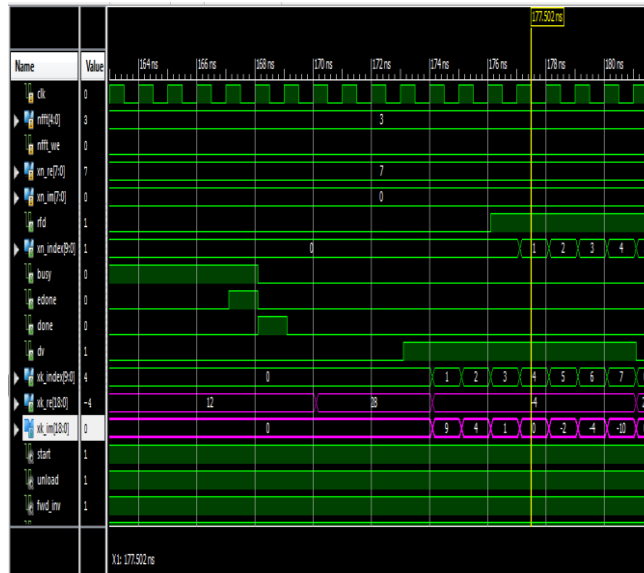 177.502 ns
Name Value 164 ns 166 ns 168 ns 170 ns 172 ns 174 ns 176 ns 178 ns 180 ns
clk 0
nfft[4:0] 3 3
nfft_we 0
xn_re[7:0] 7 7
xn_im[7:0] 0 0
rfd 1
xn_index[9:0] 1 0 1 2 3 4
busy 0
edone 0
done 0
dv 1
xk_index[9:0] 4 0 1 2 3 4 5 6 7
xk_re[18:0] -4 12 28 -4
xk_im[18:0] 0 0 9 4 1 0 -2 -4 -10
start 1
unload 1
fwd_inv 1
X1: 177.502 ns